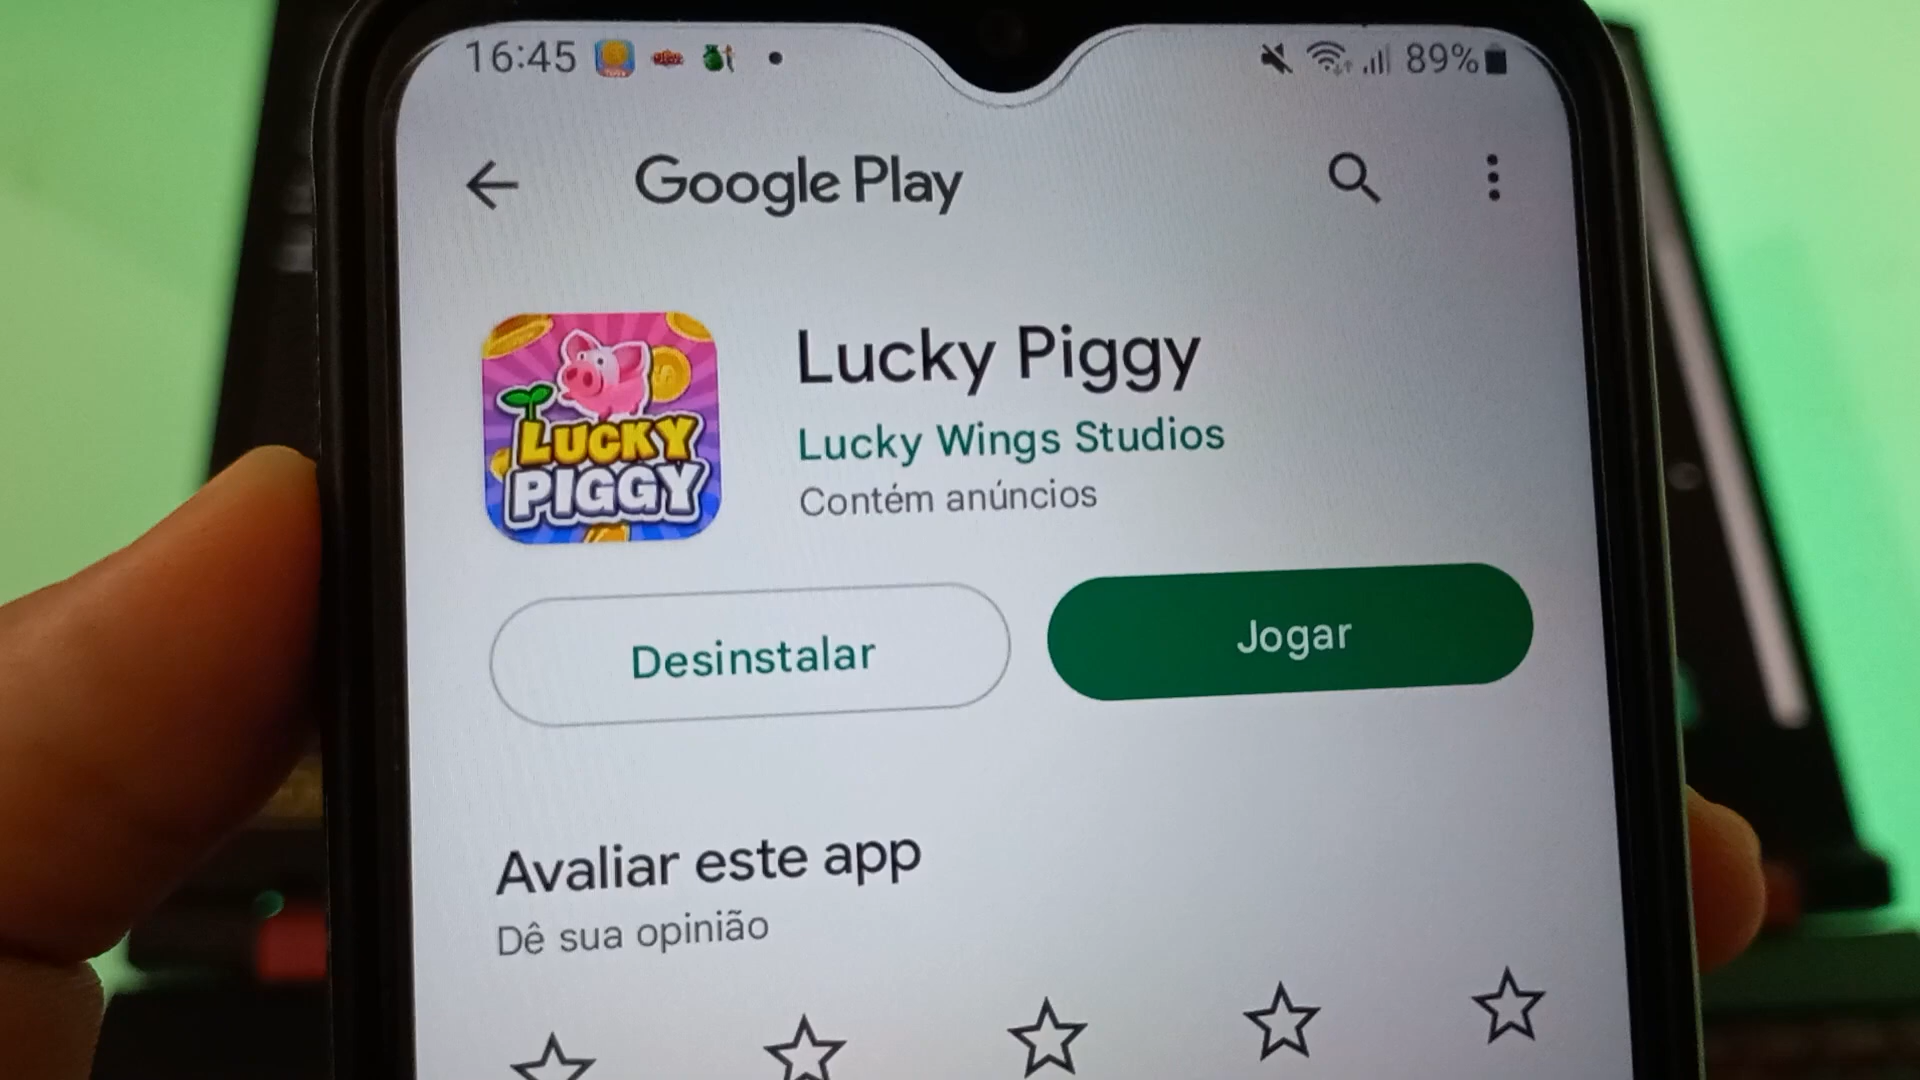 16:45
89%
Google Play
LUCKY
PIGGY
Lucky Piggy
Lucky Wings Studios
Contém anúncios
Desinstalar
Jogar
Avaliar este app
Dê sua opinião